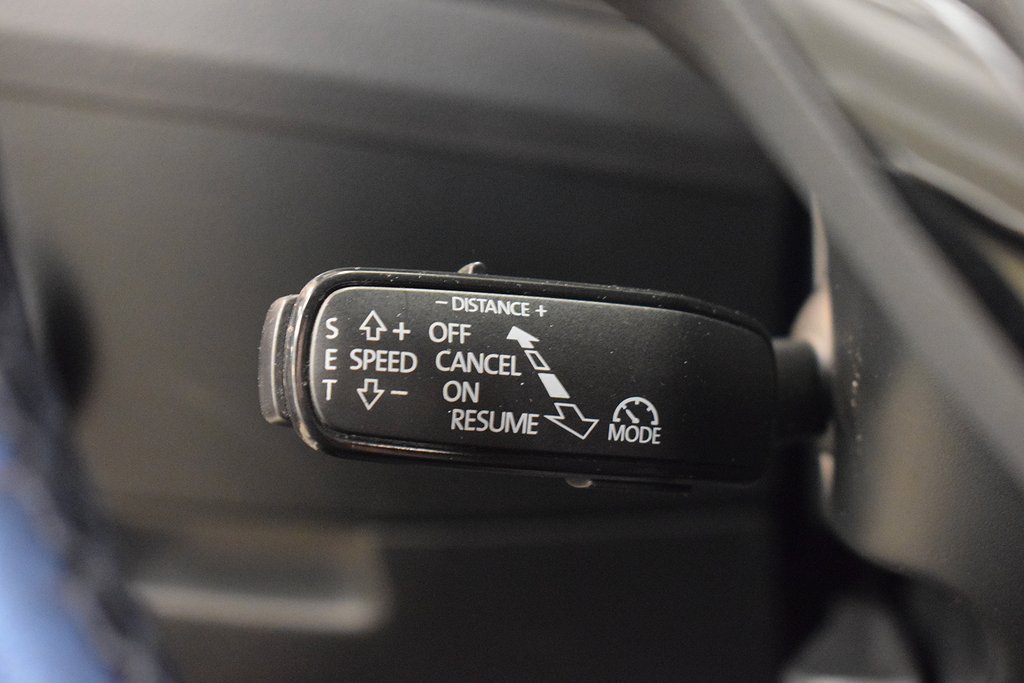 − DISTANCE +
S + OFF
E SPEED CANCEL
T − ON
RESUME
MODE